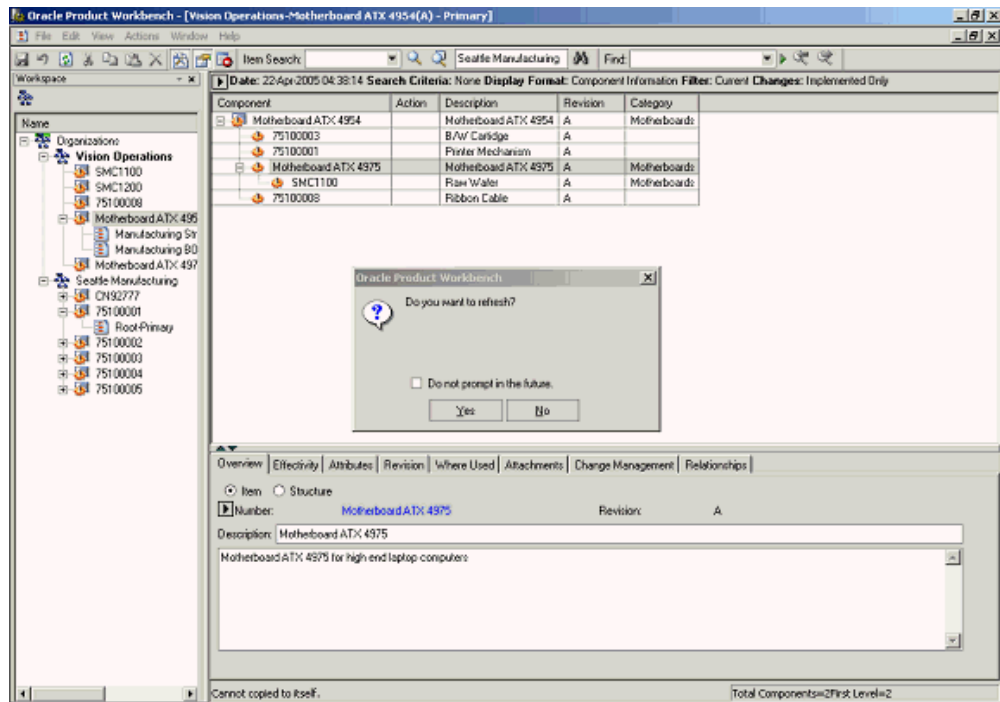 Oracle Product Workbench - [Vision Operations-Motherboard ATX 4954(A) - Primary]
File Edit View Actions Window Help
Item Search: Seattle Manufacturing Find:
Workspace
Date: 22-Apr-2005 04:38:14 Search Criteria: None Display Format: Component Information Filter: Current Changes: Implemented Only
Name
Organizations
Vision Operations
SMC1100
SMC1200
75100008
Motherboard ATX 495
Manufacturing Str
Manufacturing BO
Motherboard ATX 497
Seattle Manufacturing
CN92777
75100001
Root-Primary
75100002
75100003
75100004
75100005
Component Action Description Revision Category
Motherboard ATX 4954 Motherboard ATX 4954 A Motherboards
75100003 B/W Cartidge A
75100001 Printer Mechanism A
Motherboard ATX 4975 Motherboard ATX 4975 A Motherboards
SMC1100 Raw Wafer A Motherboards
75100008 Ribbon Cable A
Oracle Product Workbench
Do you want to refresh?
Do not prompt in the future.
Yes No
Overview Effectivity Attributes Revision Where Used Attachments Change Management Relationships
Item Structure
Number: Motherboard ATX 4975 Revision: A
Description: Motherboard ATX 4975
Motherboard ATX 4975 for high end laptop computers
Cannot copied to itself. Total Components=2First Level=2